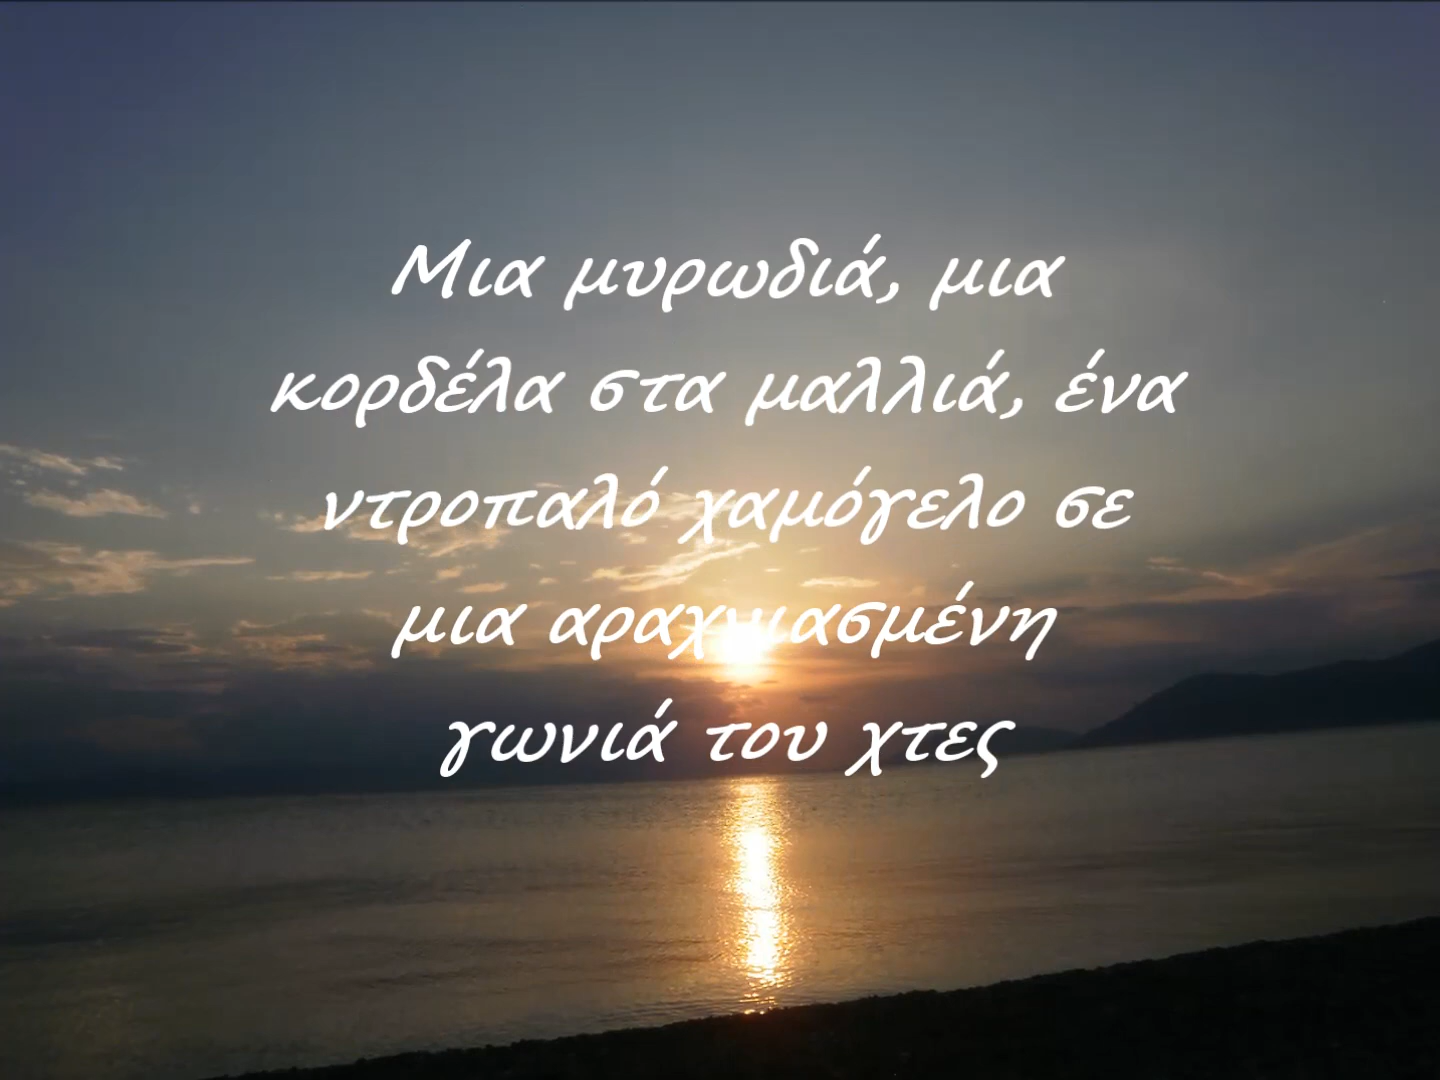 Μια μυρωδιά, μια
κορδέλα στα μαλλιά, ένα
ντροπαλό χαμόγελο σε
μια αραχνιασμένη
γωνιά του χτες